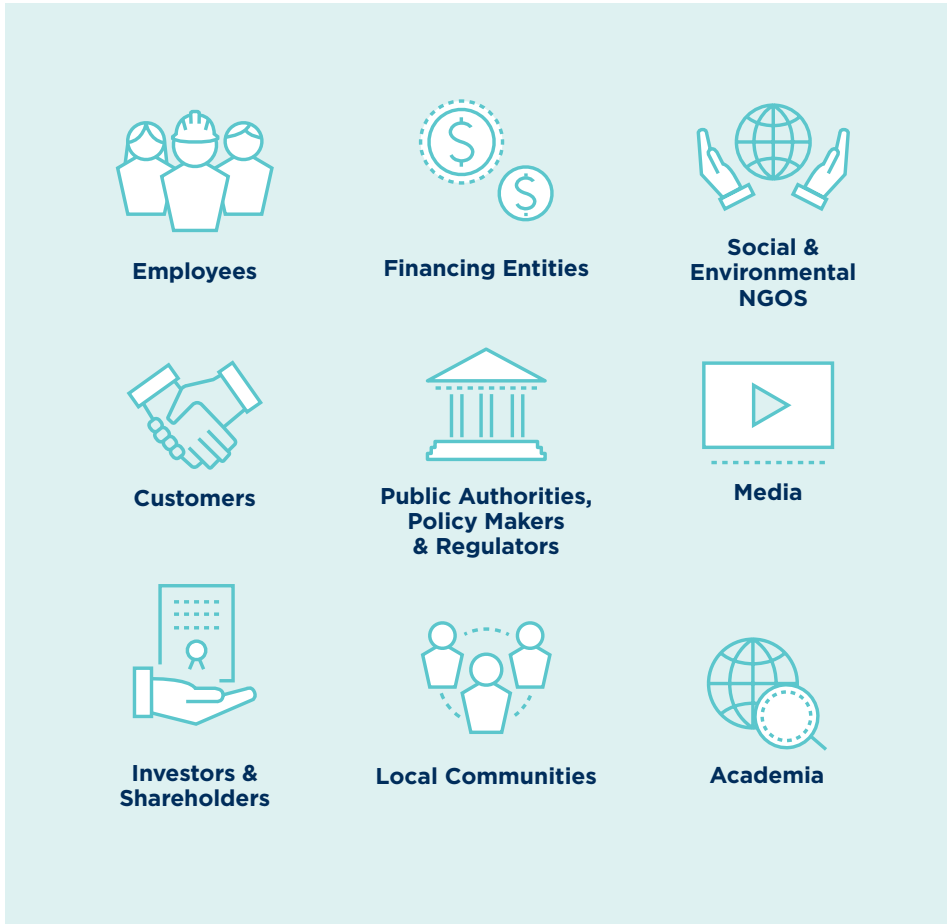 Employees
Financing Entities
Social &
Environmental
NGOS
Customers
Public Authorities,
Policy Makers
& Regulators
Media
Investors &
Shareholders
Local Communities
Academia